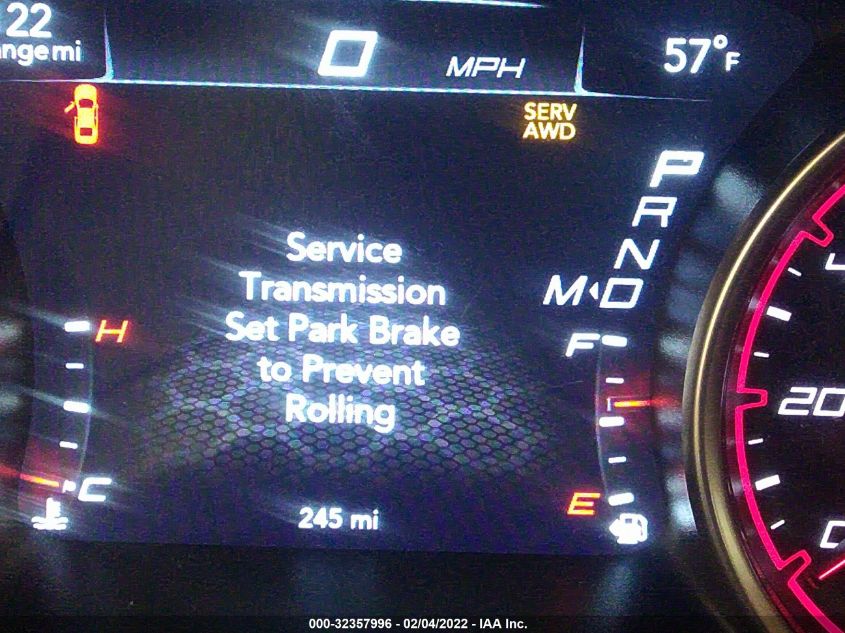 22
0
MPH
57°F
ange mi
SERV
AWD
P
R
N
M D
Service
Transmission
Set Park Brake
to Prevent
Rolling
H
F
C
E
245 mi
20
000-32357996 - 02/04/2022 - IAA Inc.